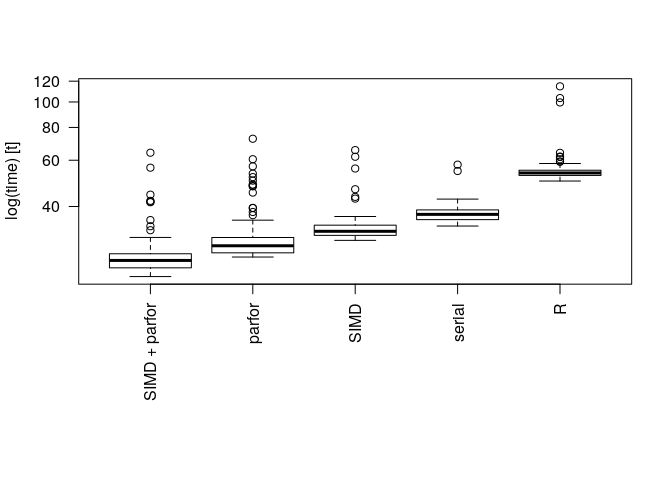 120
100
80
60
40
log(time) [t]
SIMD + parfor
parfor
SIMD
serial
R